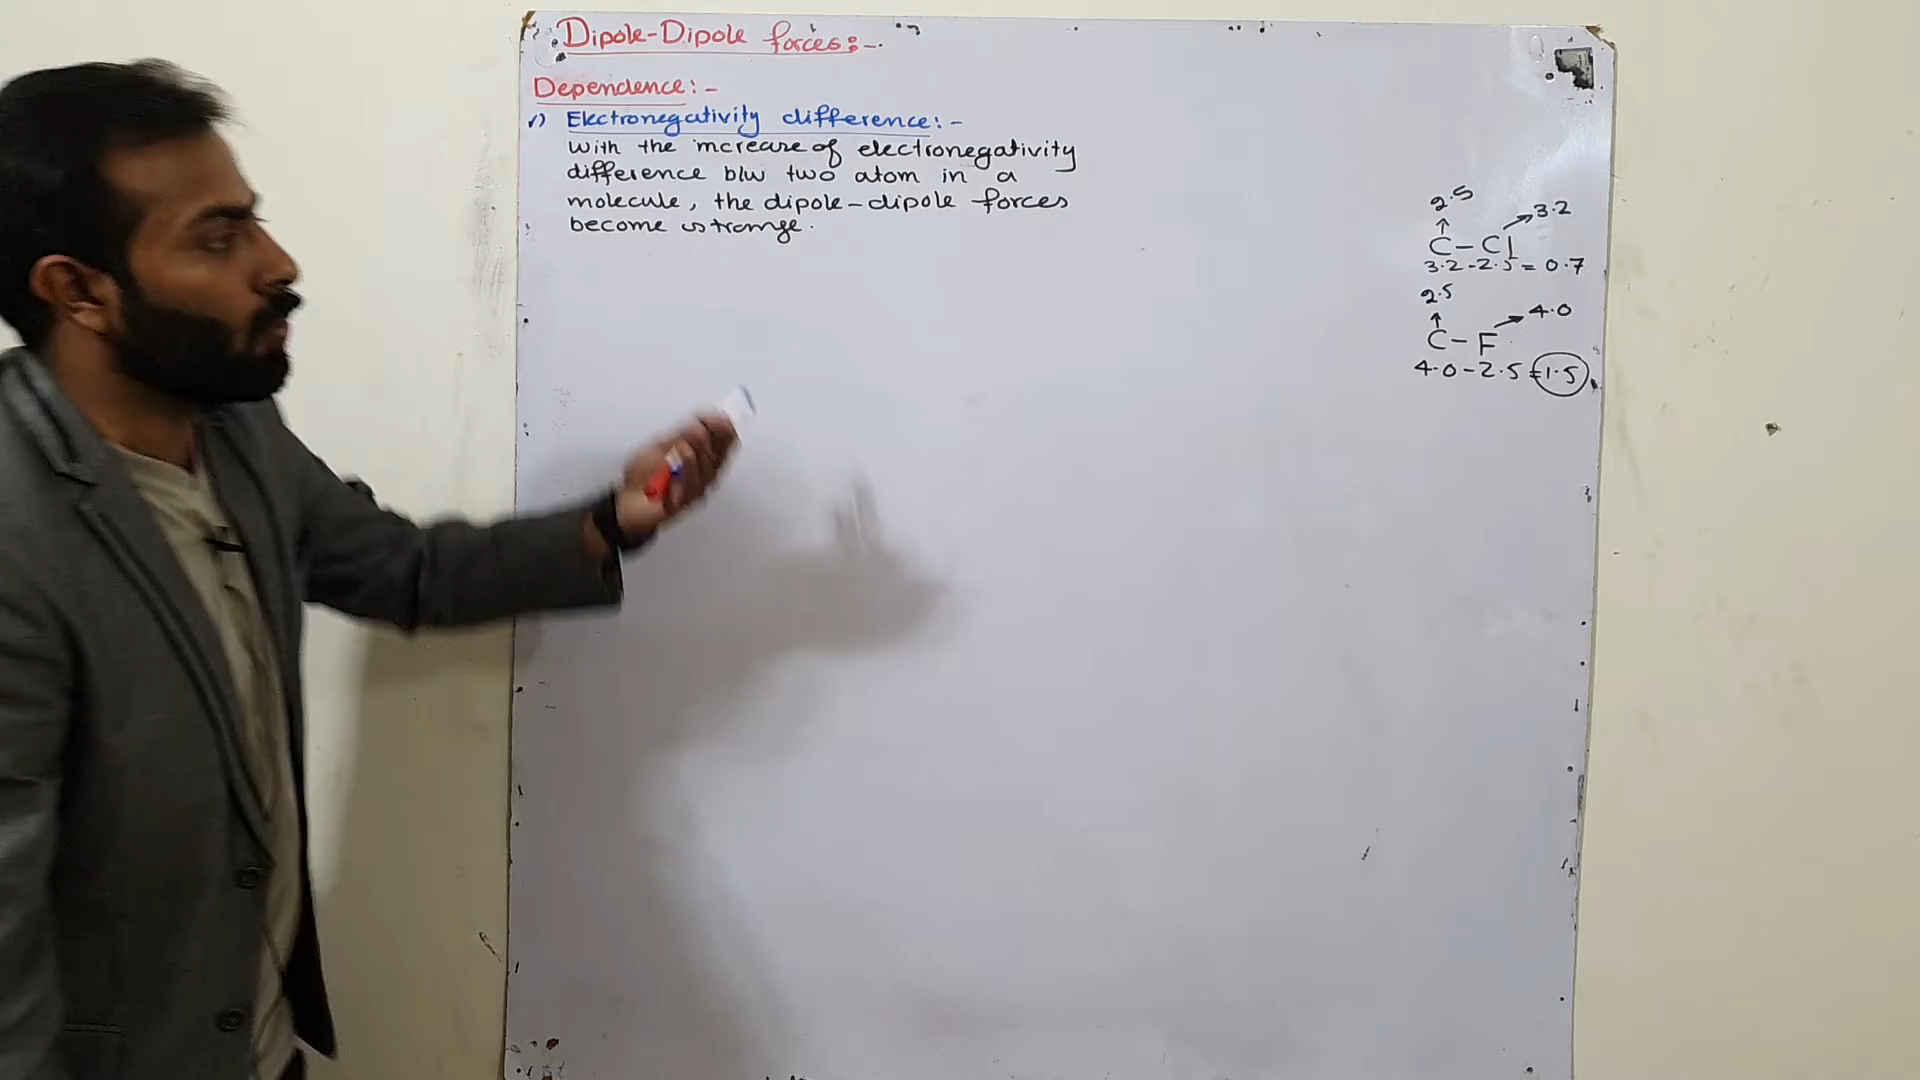 Dipole-Dipole forces:-
Dependence:-
1) Electronegativity difference:-
with the increase of electronegativity
difference b/w two atom in a
molecule, the dipole-dipole forces
become stronge.
2.5
3.2
C-Cl
3.2-2.5=0.7
2.5
4.0
C-F
4.0-2.5=1.5